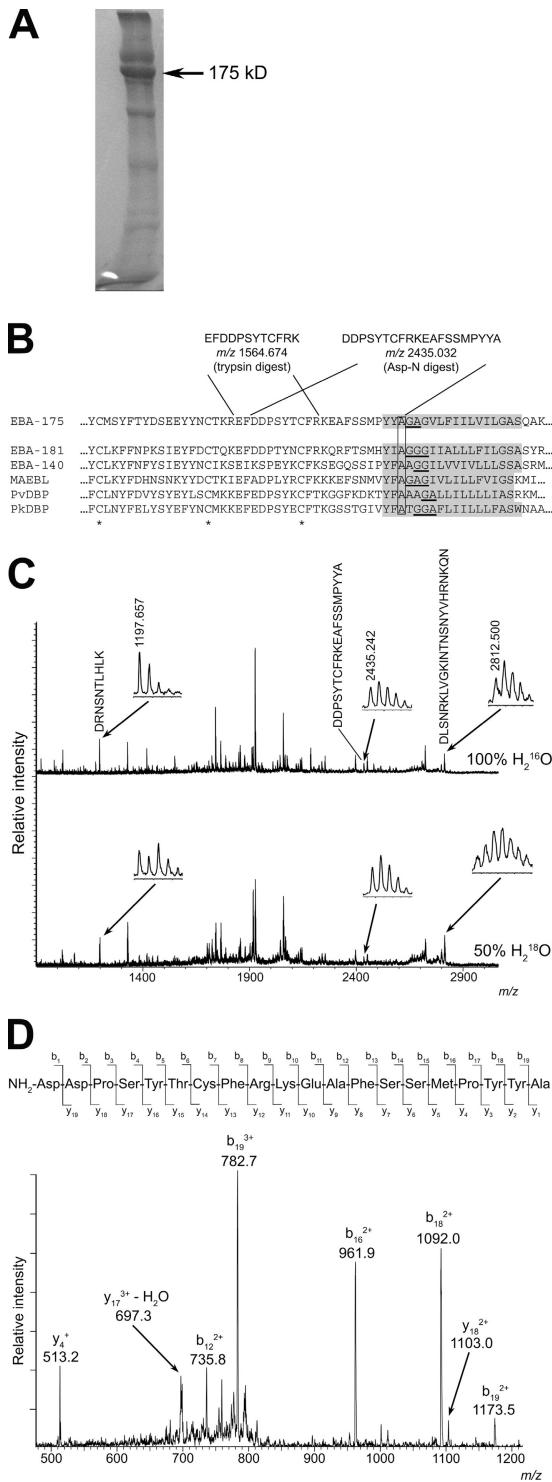 A
175 kD
B
EFDDPSYTCFRK
m/z 1564.674
(trypsin digest)
DDPSYTCFRKEAFSSMPYYA
m/z 2435.032
(Asp-N digest)
EBA-175 …YCMSYFTYDSEEYYNCTKREFDDPSYTCFRKEAFSSMPYYAGAGVLFIILVILGASQAK…
EBA-181 …YCLKFFNPKSIEYFDCTQKEFDDTNYICFRKQRFTSMHYIAGGGIIALLLFILGSASYR…
EBA-140 …YCLKYFNFYSIEYYNCIKSEIKSPEYKCFKSEGQSSIPYFAAGGILVVIVLLLSSASRM…
MAEBL …FCLKYFDHNSNKYYDCTKKEFEDEKYKCFRKEAFSNMVYFAGAGIVLILLFVIGSKMI…
PvDBP …FCLNYFDVYSYEYLSCMKKEFEDPSYKCFTKGGFKDKTYFAAAGALLILLLLIASRKM…
PkDBP …FCLNYFELYSYDYYNCMKKEFEDPSYECFTKGSSTGIVYFATGGAFLIILLLFASWNAA…
* * *
C
Relative intensity
DRNSNTLHLK
1197.657
DDPSYTCFRKEAFSSMPYYA
2435.242
DLSNRKLVGKINTNSNYVHRNKQN
2812.500
100% H₂¹⁶O
50% H₂¹⁸O
1400 1900 2400 2900
m/z
D
b₁ b₂ b₃ b₄ b₅ b₆ b₇ b₈ b₉ b₁₀ b₁₁ b₁₂ b₁₃ b₁₄ b₁₅ b₁₆ b₁₇ b₁₈ b₁₉
NH₂-Asp-Asp-Pro-Ser-Tyr-Thr-Cys-Phe-Arg-Lys-Glu-Ala-Phe-Ser-Ser-Met-Pro-Tyr-Tyr-Ala
y₁₉ y₁₈ y₁₇ y₁₆ y₁₅ y₁₄ y₁₃ y₁₂ y₁₁ y₁₀ y₉ y₈ y₇ y₆ y₅ y₄ y₃ y₂ y₁
Relative intensity
y₄⁺
513.2
y₁₇³⁺ - H₂O
697.3
b₁₂²⁺
735.8
b₁₉³⁺
782.7
b₁₆²⁺
961.9
b₁₈²⁺
1092.0
y₁₈²⁺
1103.0
b₁₉²⁺
1173.5
500 600 700 800 900 1000 1100 1200
m/z